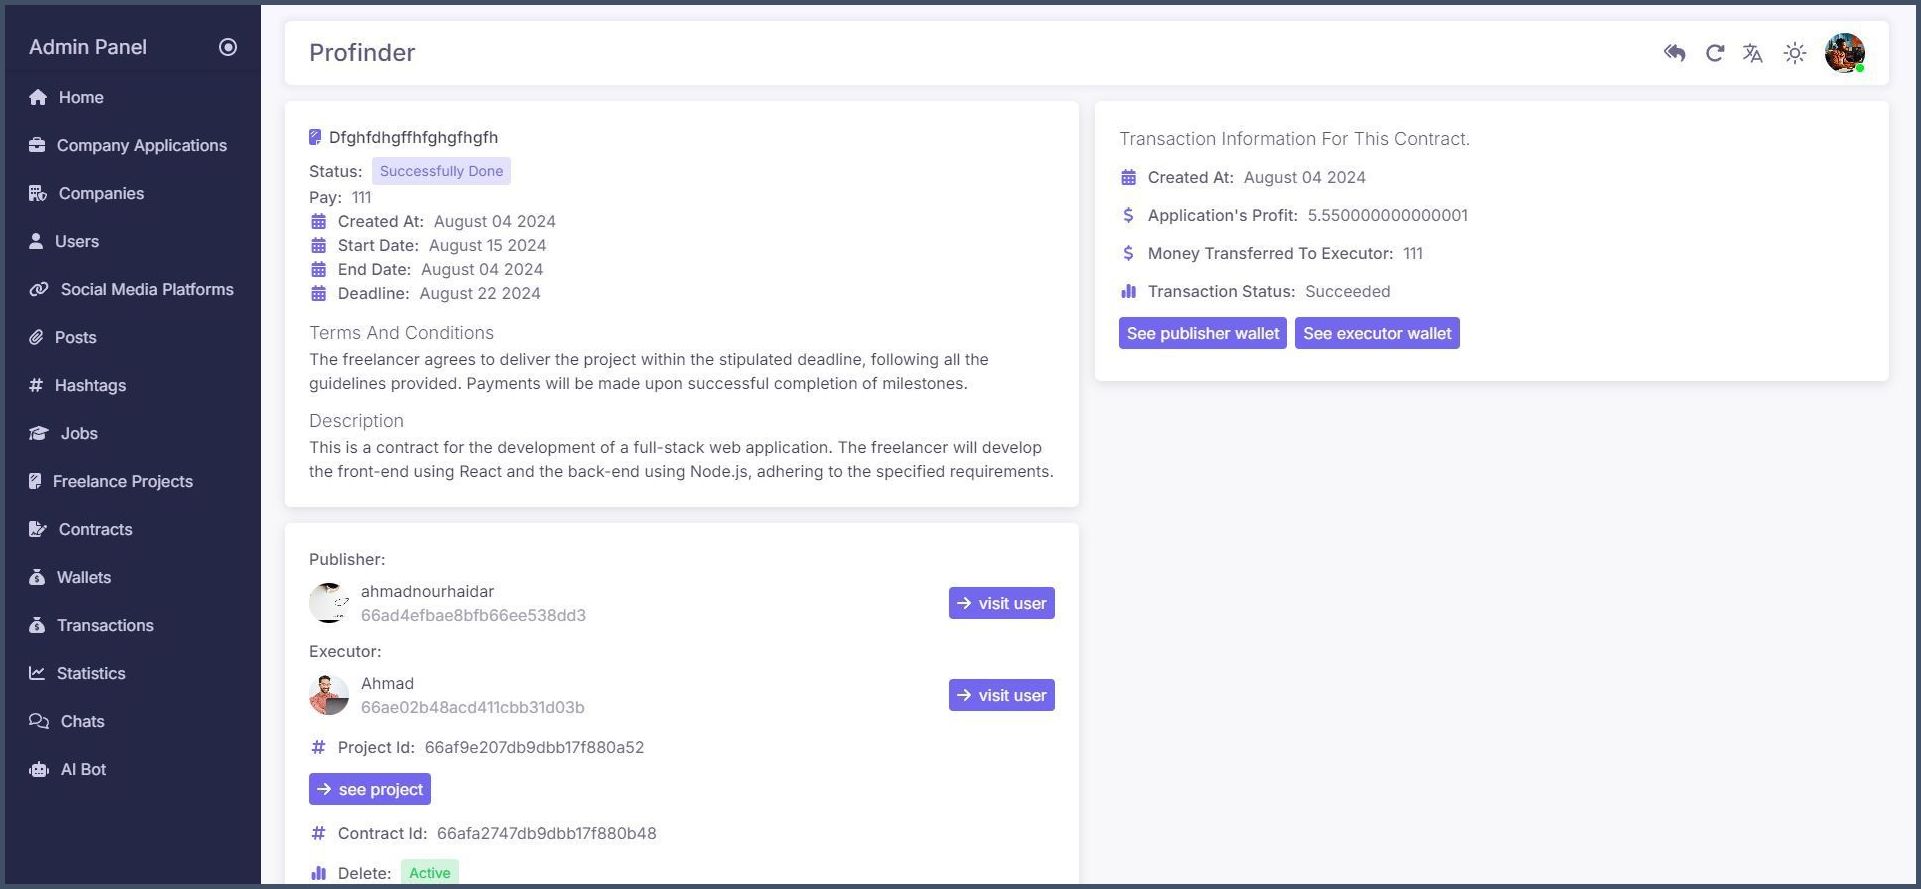 Admin Panel
Home
Company Applications
Companies
Users
Social Media Platforms
Posts
Hashtags
Jobs
Freelance Projects
Contracts
Wallets
Transactions
Statistics
Chats
AI Bot
Profinder
Dfghfdhgffhfghgfhgfh
Status: Successfully Done
Pay: 111
Created At: August 04 2024
Start Date: August 15 2024
End Date: August 04 2024
Deadline: August 22 2024
Terms And Conditions
The freelancer agrees to deliver the project within the stipulated deadline, following all the
guidelines provided. Payments will be made upon successful completion of milestones.
Description
This is a contract for the development of a full-stack web application. The freelancer will develop
the front-end using React and the back-end using Node.js, adhering to the specified requirements.
Publisher:
ahmadnourhaidar
66ad4efbae8bfb66ee538dd3
visit user
Executor:
Ahmad
66ae02b48acd411cbb31d03b
visit user
# Project Id: 66af9e207db9dbb17f880a52
see project
# Contract Id: 66afa2747db9dbb17f880b48
Delete: Active
Transaction Information For This Contract.
Created At: August 04 2024
$ Application's Profit: 5.550000000000001
$ Money Transferred To Executor: 111
Transaction Status: Succeeded
See publisher wallet See executor wallet